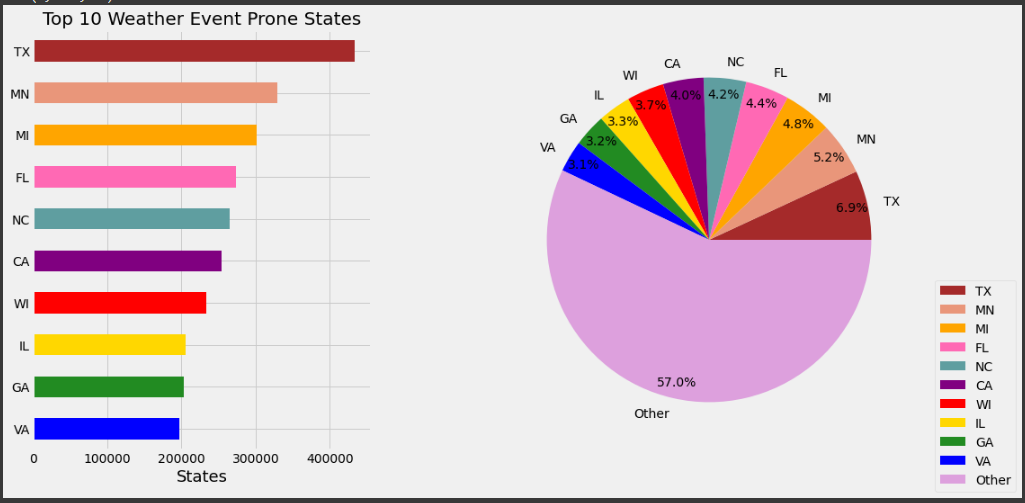 Top 10 Weather Event Prone States
TX
MN
MI
FL
NC
CA
WI
IL
GA
VA
0 100000 200000 300000 400000
States
TX
MN
MI
FL
NC
CA
WI
IL
GA
VA
Other
6.9%
5.2%
4.8%
4.4%
4.2%
4.0%
3.7%
3.3%
3.2%
3.1%
57.0%
TX
MN
MI
FL
NC
CA
WI
IL
GA
VA
Other